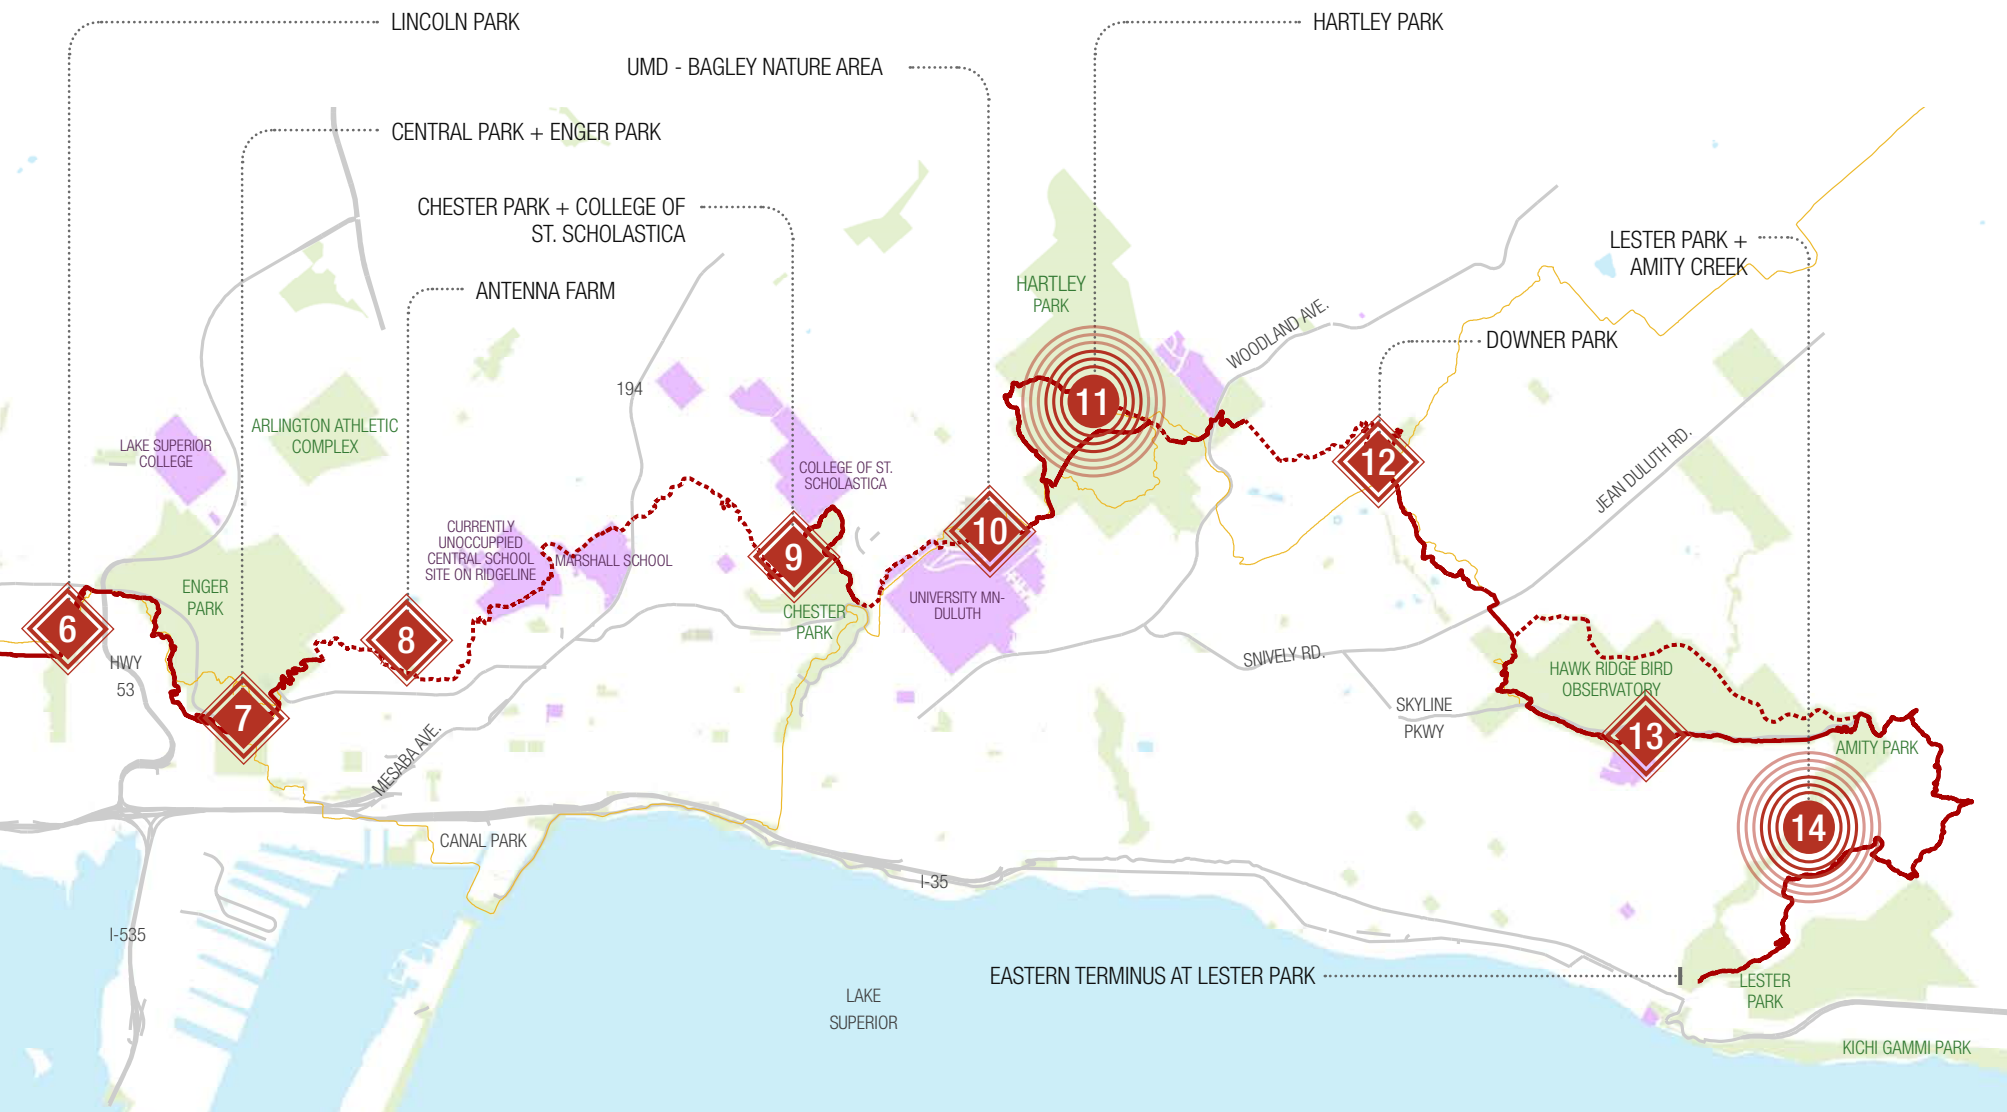 LINCOLN PARK
HARTLEY PARK
UMD - BAGLEY NATURE AREA
CENTRAL PARK + ENGER PARK
CHESTER PARK + COLLEGE OF
ST. SCHOLASTICA
LESTER PARK +
AMITY CREEK
ANTENNA FARM
HARTLEY
PARK
WOODLAND AVE.
DOWNER PARK
194
11
ARLINGTON ATHLETIC
COMPLEX
LAKE SUPERIOR
COLLEGE
COLLEGE OF ST.
SCHOLASTICA
12
JEAN DULUTH RD.
CURRENTLY
UNOCCUPPIED
CENTRAL SCHOOL
SITE ON RIDGELINE
MARSHALL SCHOOL
9
10
ENGER
PARK
UNIVERSITY MN-
DULUTH
CHESTER
PARK
6
8
HWY
53
SNIVELY RD.
HAWK RIDGE BIRD
OBSERVATORY
7
SKYLINE
PKWY
13
AMITY PARK
MESABA AVE.
14
CANAL PARK
I-35
I-535
EASTERN TERMINUS AT LESTER PARK
LESTER
PARK
LAKE
SUPERIOR
KICHI GAMMI PARK